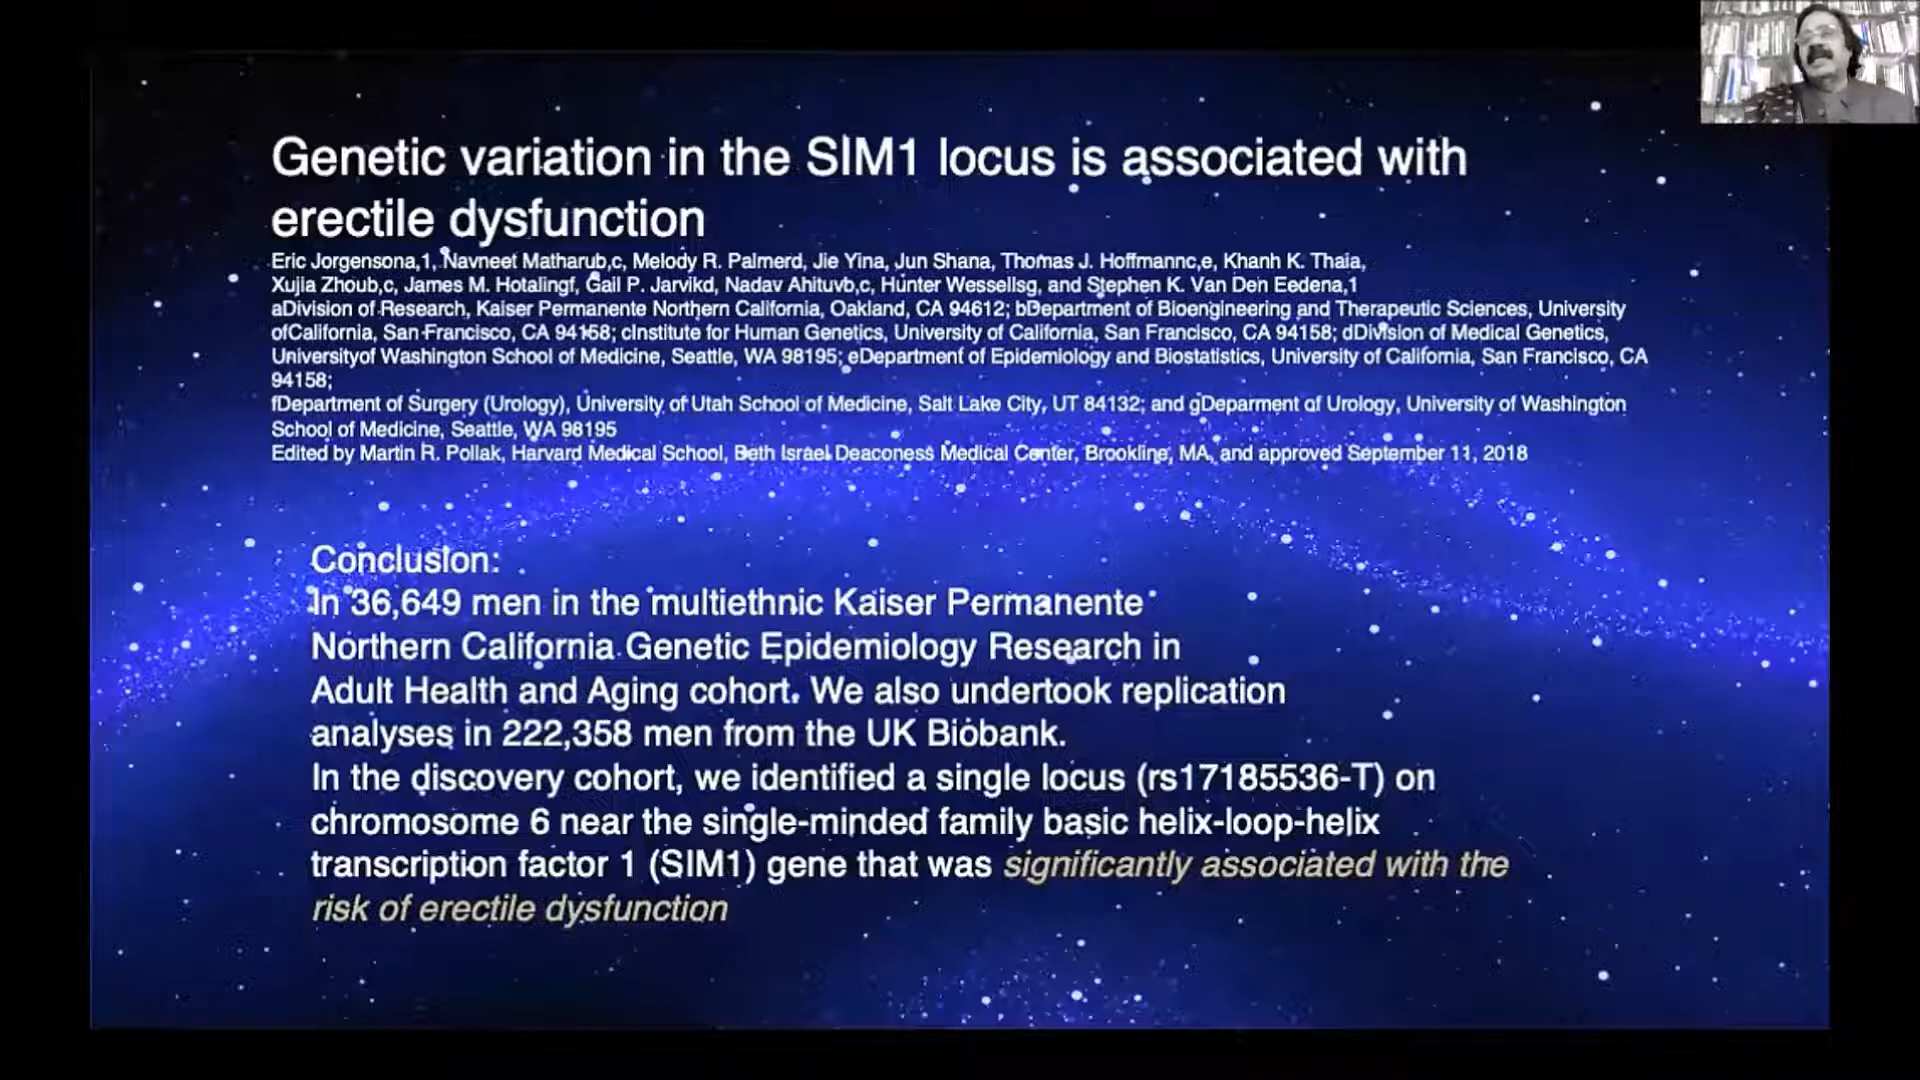 Genetic variation in the SIM1 locus is associated with
erectile dysfunction
Eric Jorgensona,1, Navneet Matharub,c, Melody R. Palmerd, Jie Yina, Jun Shana, Thomas J. Hoffmannc,e, Khanh K. Thaia,
Xujia Zhoub,c, James M. Hotalingf, Gail P. Jarvikd, Nadav Ahituvb,c, Hunter Wessellsg, and Stephen K. Van Den Eedena,1
aDivision of Research, Kaiser Permanente Northern California, Oakland, CA 94612; bDepartment of Bioengineering and Therapeutic Sciences, University
ofCalifornia, San Francisco, CA 94158; cInstitute for Human Genetics, University of California, San Francisco, CA 94158; dDivision of Medical Genetics,
Universityof Washington School of Medicine, Seattle, WA 98195; eDepartment of Epidemiology and Biostatistics, University of California, San Francisco, CA
94158;
fDepartment of Surgery (Urology), University of Utah School of Medicine, Salt Lake City, UT 84132; and gDeparment of Urology, University of Washington
School of Medicine, Seattle, WA 98195
Edited by Martin R. Pollak, Harvard Medical School, Beth Israel Deaconess Medical Center, Brookline, MA, and approved September 11, 2018
Conclusion:
In 36,649 men in the multiethnic Kaiser Permanente
Northern California Genetic Epidemiology Research in
Adult Health and Aging cohort. We also undertook replication
analyses in 222,358 men from the UK Biobank.
In the discovery cohort, we identified a single locus (rs17185536-T) on
chromosome 6 near the single-minded family basic helix-loop-helix
transcription factor 1 (SIM1) gene that was significantly associated with the
risk of erectile dysfunction